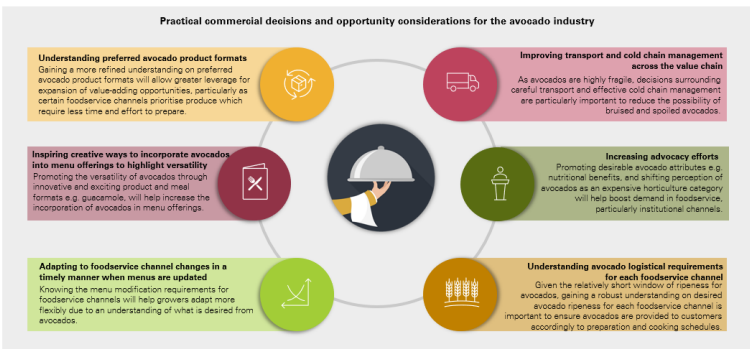 Practical commercial decisions and opportunity considerations for the avocado industry
Understanding preferred avocado product formats
Gaining a more refined understanding on preferred
avocado product formats will allow greater leverage for
expansion of value-adding opportunities, particularly as
certain foodservice channels prioritise produce which
require less time and effort to prepare.
Improving transport and cold chain management
across the value chain
As avocados are highly fragile, decisions surrounding
careful transport and effective cold chain management
are particularly important to reduce the possibility of
bruised and spoiled avocados.
Inspiring creative ways to incorporate avocados
into menu offerings to highlight versatility
Promoting the versatility of avocados through
innovative and exciting product and meal
formats e.g. guacamole, will help increase the
incorporation of avocados in menu offerings.
Increasing advocacy efforts
Promoting desirable avocado attributes e.g.
nutritional benefits, and shifting perception of
avocados as an expensive horticulture category
will help boost demand in foodservice,
particularly institutional channels.
Adapting to foodservice channel changes in a
timely manner when menus are updated
Knowing the menu modification requirements for
foodservice channels will help growers adapt more
flexibly due to an understanding of what is desired from
avocados.
Understanding avocado logistical requirements
for each foodservice channel
Given the relatively short window of ripeness for
avocados, gaining a robust understanding on desired
avocado ripeness for each foodservice channel is
important to ensure avocados are provided to customers
accordingly to preparation and cooking schedules.